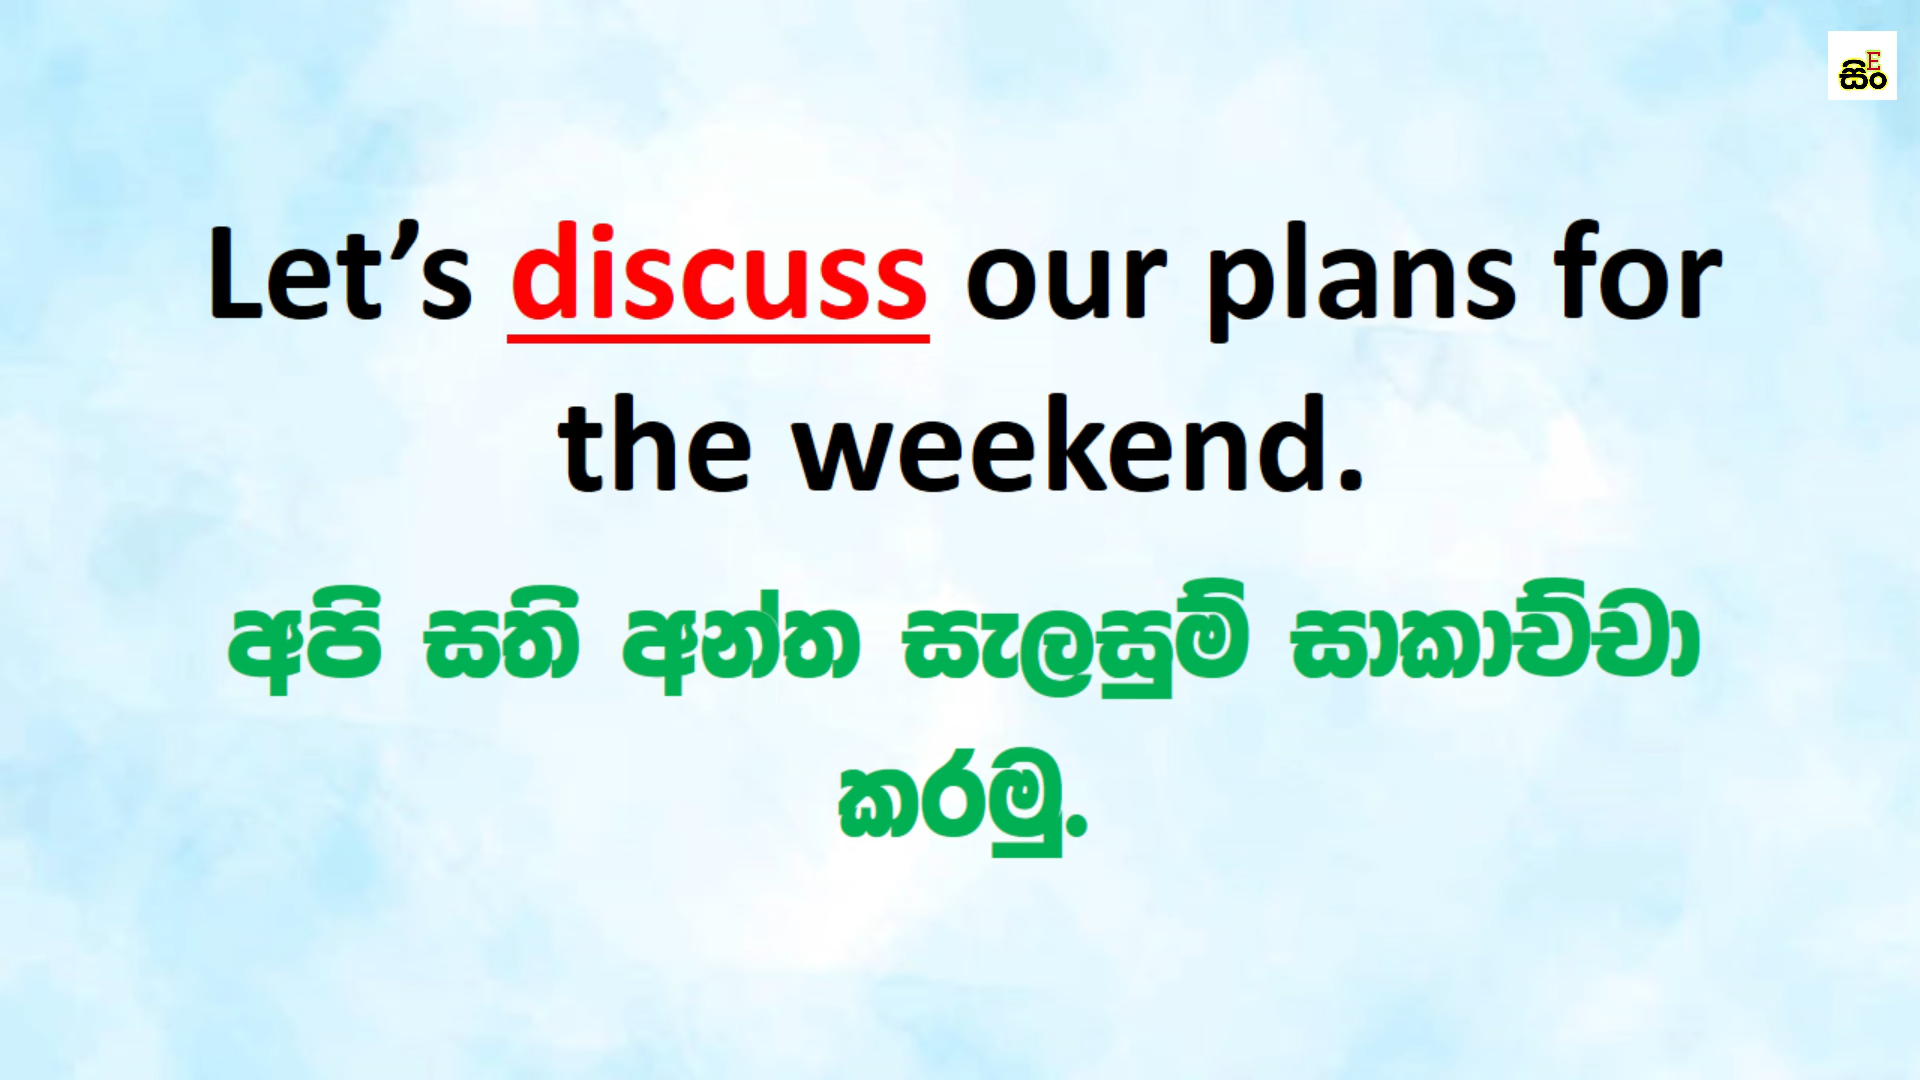 සිං
E
Let’s discuss our plans for
the weekend.
අපි සති අන්ත සැලසුම් සාකාච්චා
කරමු.